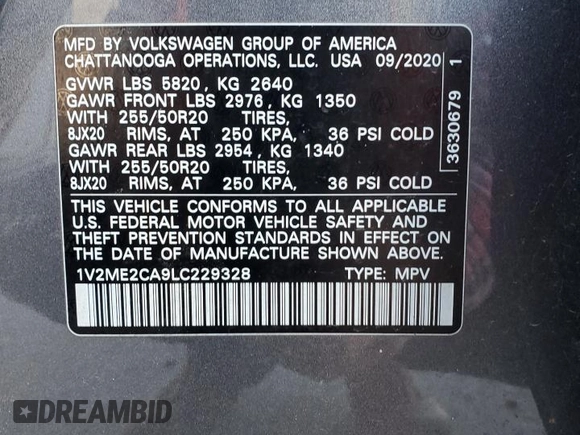 MFD BY VOLKSWAGEN GROUP OF AMERICA
CHATTANOOGA OPERATIONS, LLC. USA 09/2020
GVWR LBS 5820, KG 2640
GAWR FRONT LBS 2976, KG 1350
WITH 255/50R20 TIRES,
8JX20 RIMS, AT 250 KPA, 36 PSI COLD
GAWR REAR LBS 2954, KG 1340
WITH 255/50R20 TIRES,
8JX20 RIMS, AT 250 KPA, 36 PSI COLD
THIS VEHICLE CONFORMS TO ALL APPLICABLE
U.S. FEDERAL MOTOR VEHICLE SAFETY AND
THEFT PREVENTION STANDARDS IN EFFECT ON
THE DATE OF MANUFACTURE SHOWN ABOVE.
1V2ME2CA9LC229328 TYPE: MPV
3630679 1
DREAMBID